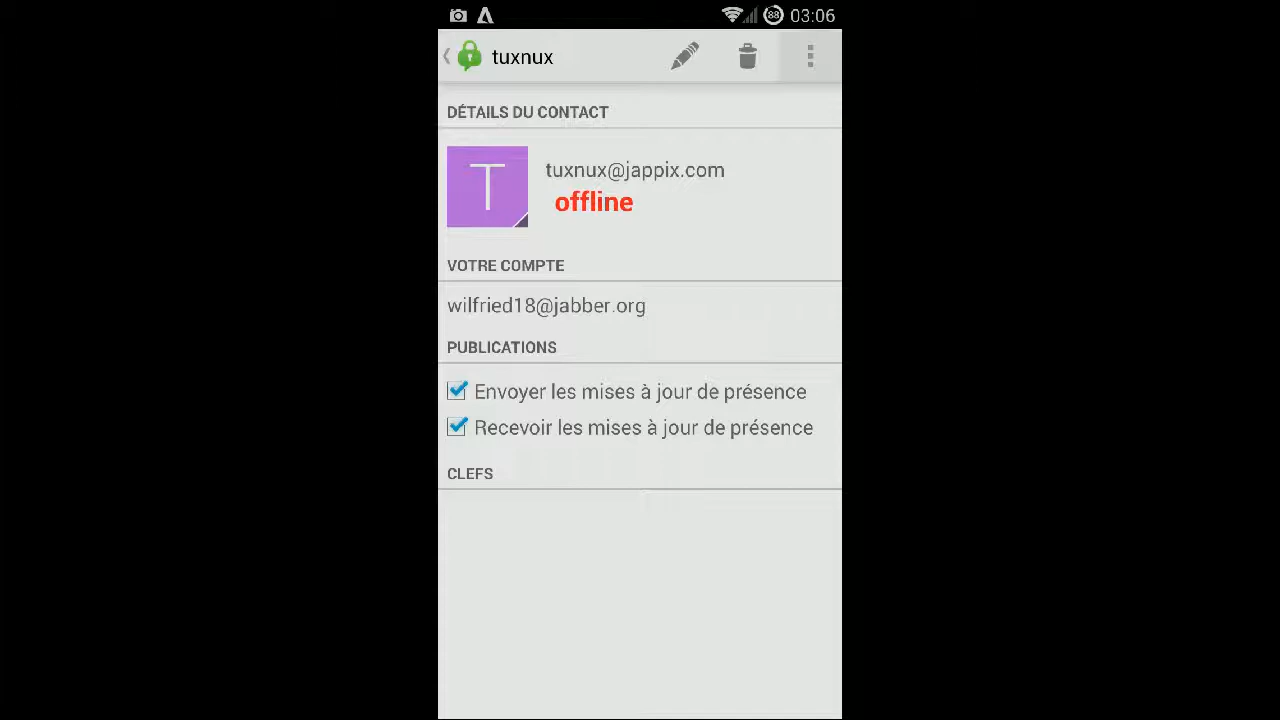 88 03:06
tuxnux
DÉTAILS DU CONTACT
T
tuxnux@jappix.com
offline
VOTRE COMPTE
wilfried18@jabber.org
PUBLICATIONS
Envoyer les mises à jour de présence
Recevoir les mises à jour de présence
CLEFS